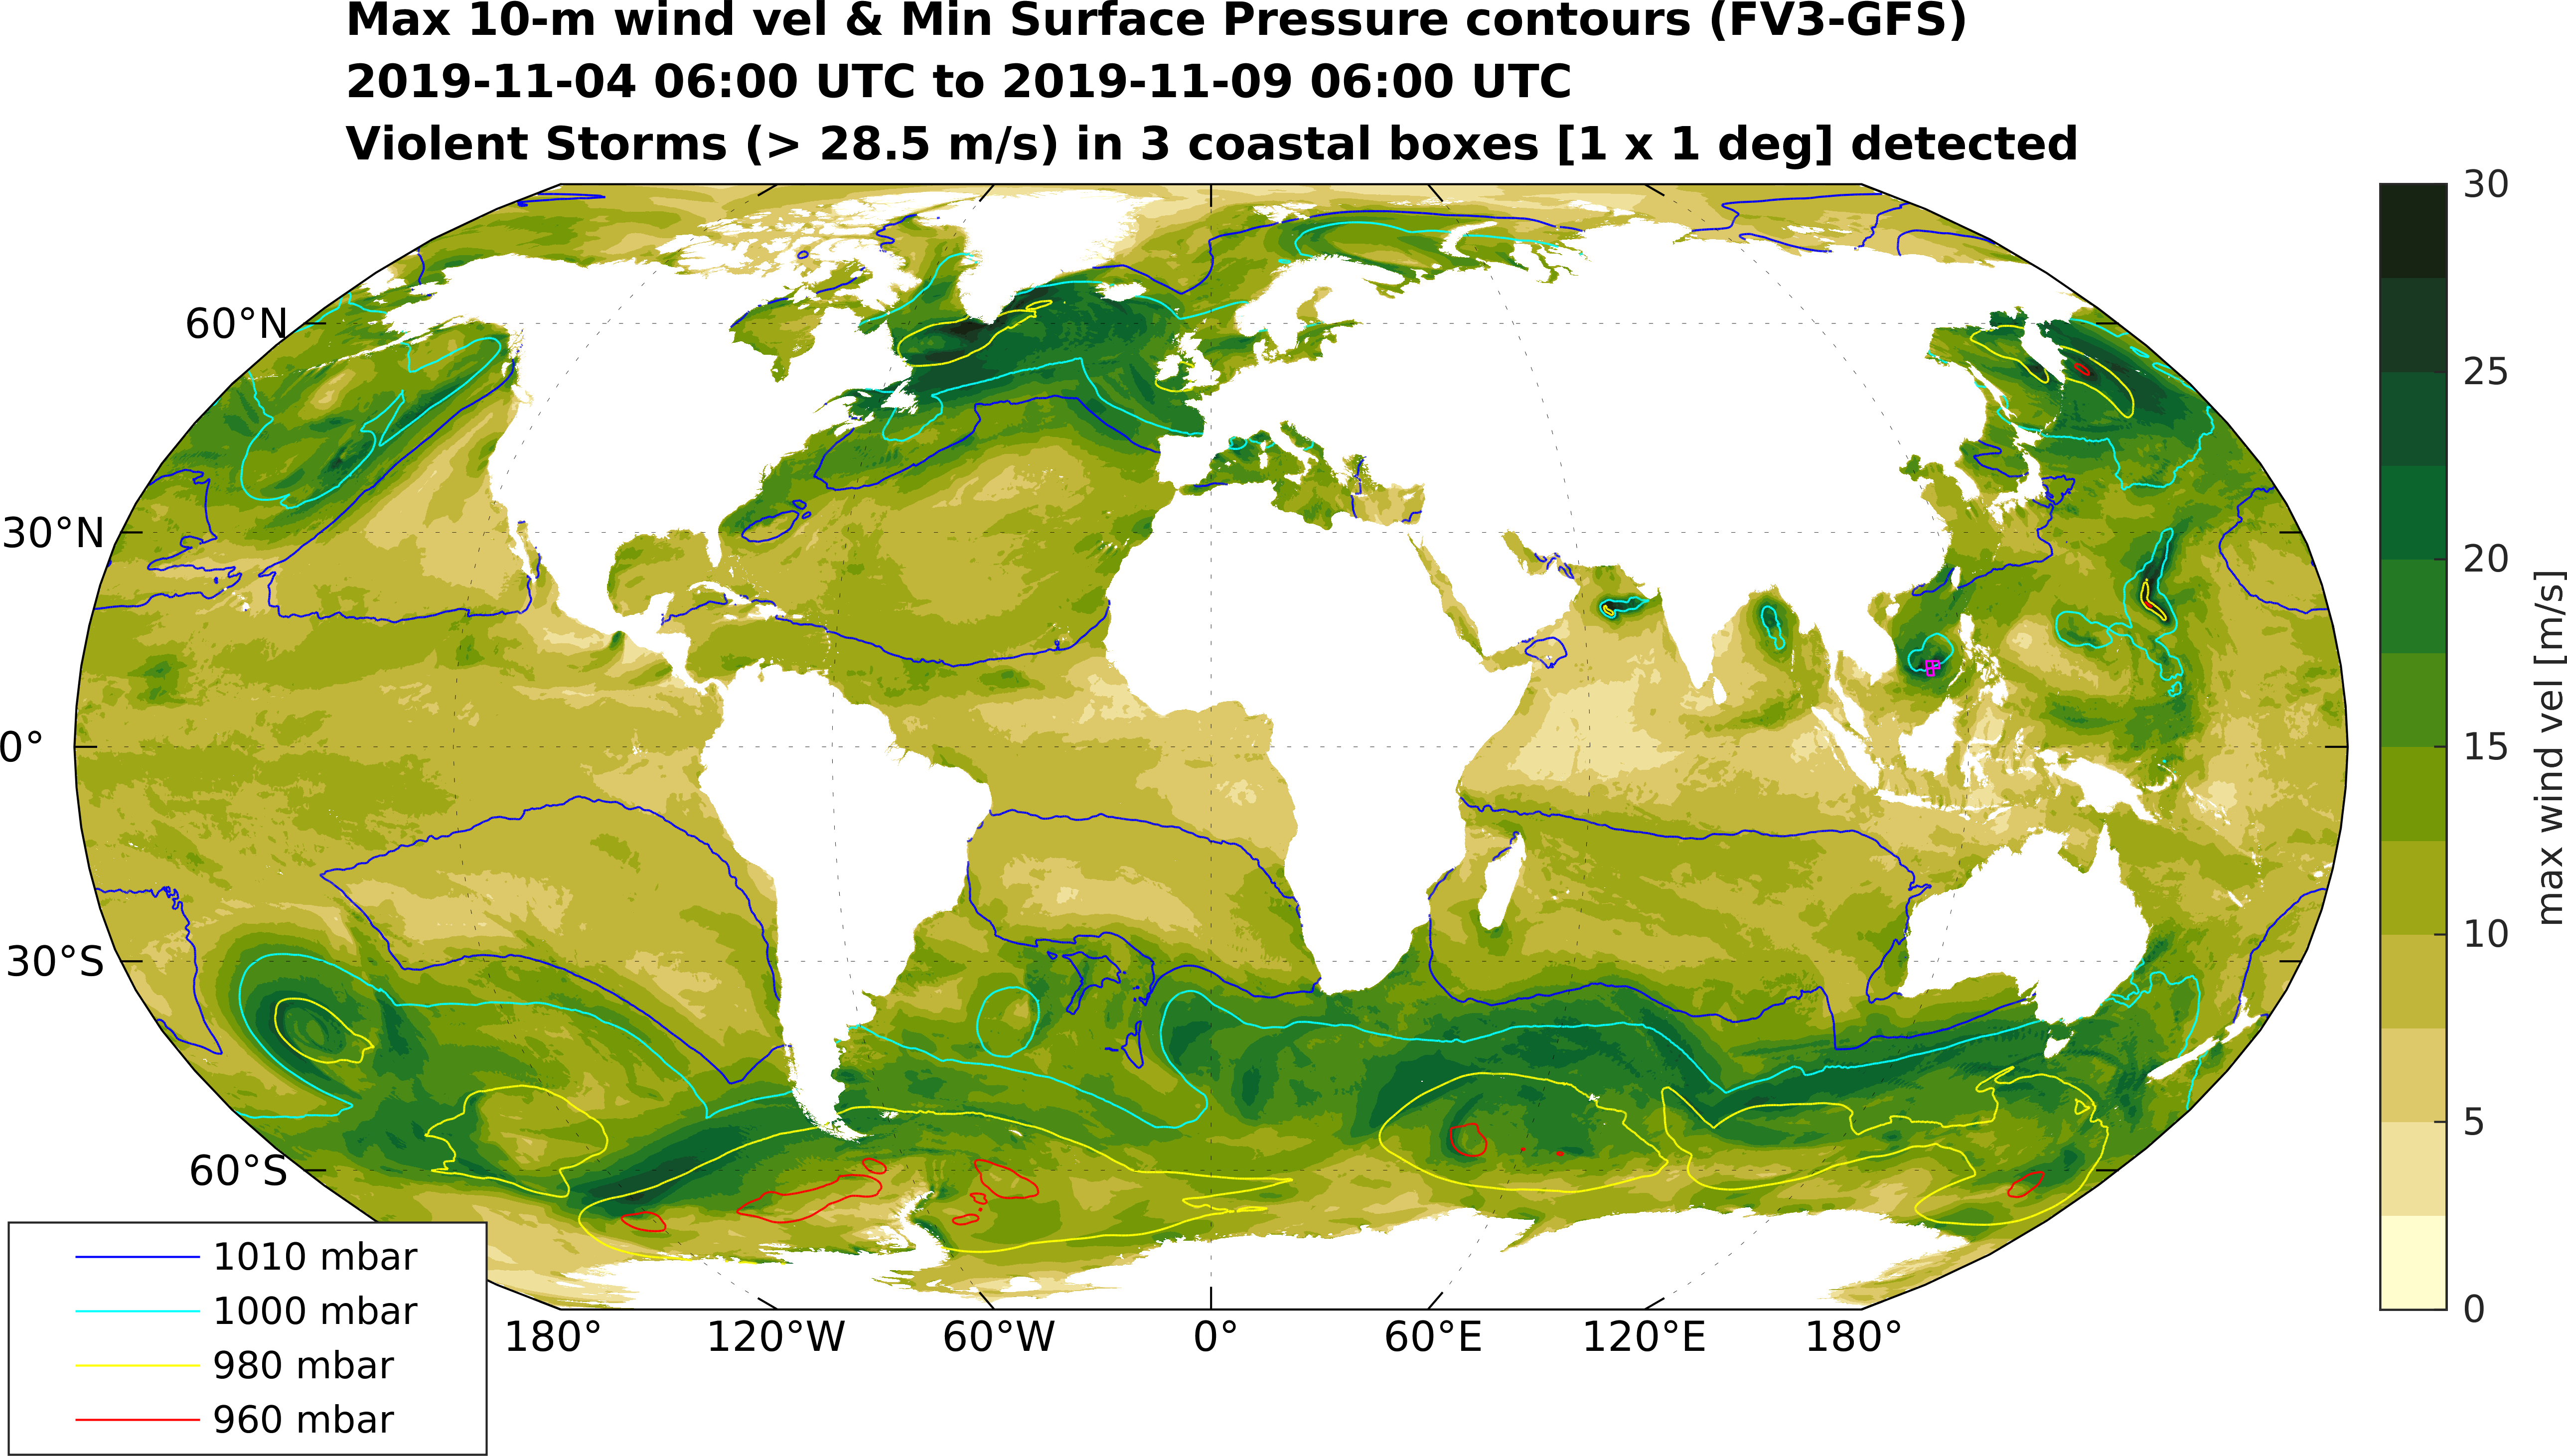 Max 10-m wind vel & Min Surface Pressure contours (FV3-GFS)
2019-11-04 06:00 UTC to 2019-11-09 06:00 UTC
Violent Storms (> 28.5 m/s) in 3 coastal boxes [1 x 1 deg] detected
60°N
30°N
0°
30°S
60°S
180°
120°W
60°W
0°
60°E
120°E
180°
1010 mbar
1000 mbar
980 mbar
960 mbar
30
25
20
15
10
5
0
max wind vel [m/s]